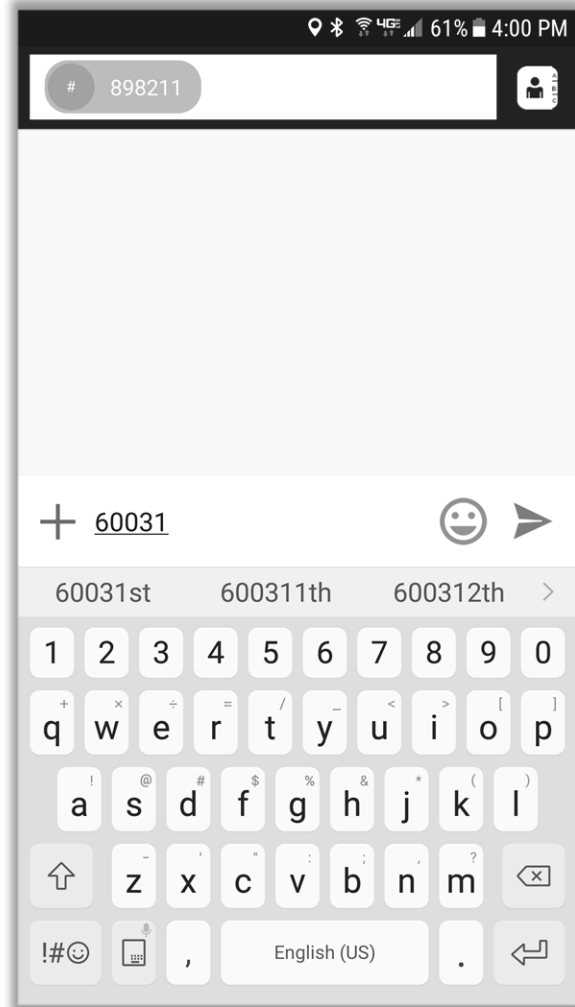 4G 61% 4:00 PM
# 898211
A
B
C
60031
60031st 600311th 600312th >
1 2 3 4 5 6 7 8 9 0
+ × ÷ = / _ < > [ ]
q w e r t y u i o p
! @ # $ % & * ( )
a s d f g h j k l
- ' " : ; , ?
z x c v b n m
!#☺ , English (US) .